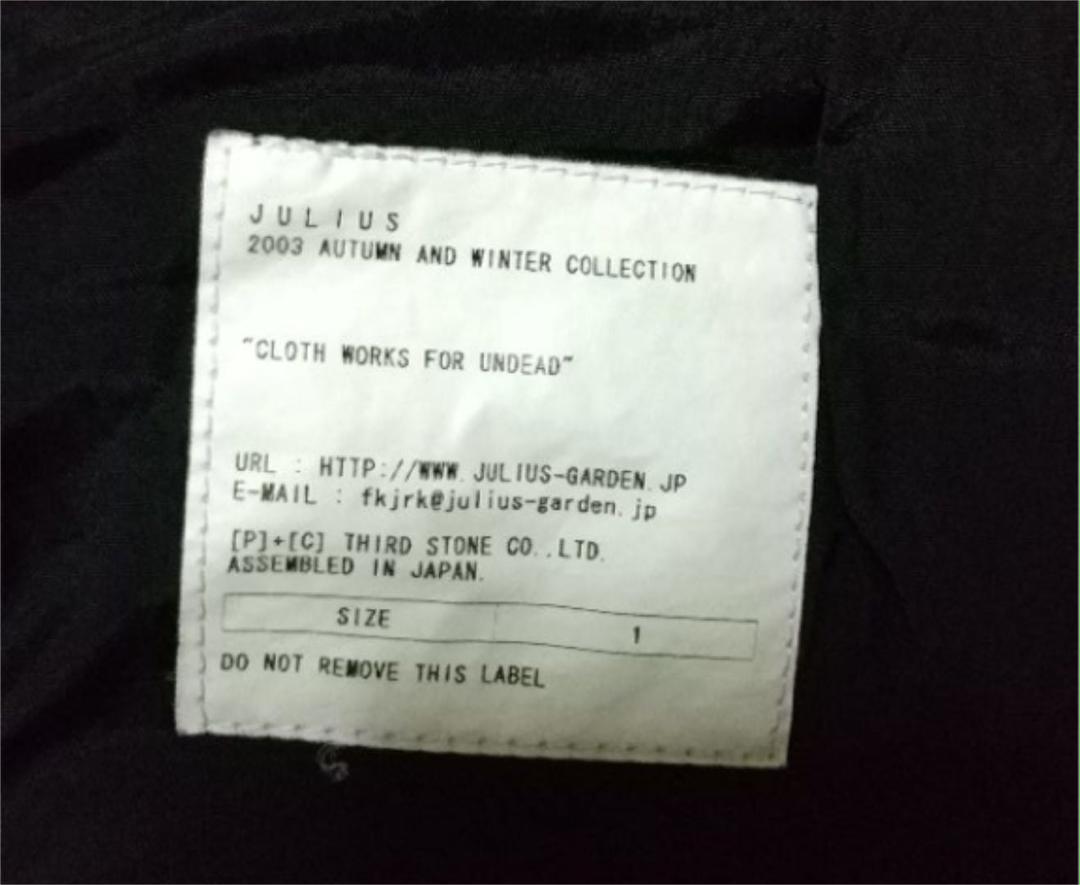 JULIUS
2003 AUTUMN AND WINTER COLLECTION
"CLOTH WORKS FOR UNDEAD"
URL : HTTP://WWW.JULIUS-GARDEN.JP
E-MAIL : fkjrk@julius-garden.jp
[P]+[C] THIRD STONE CO.,LTD.
ASSEMBLED IN JAPAN.
SIZE 1
DO NOT REMOVE THIS LABEL